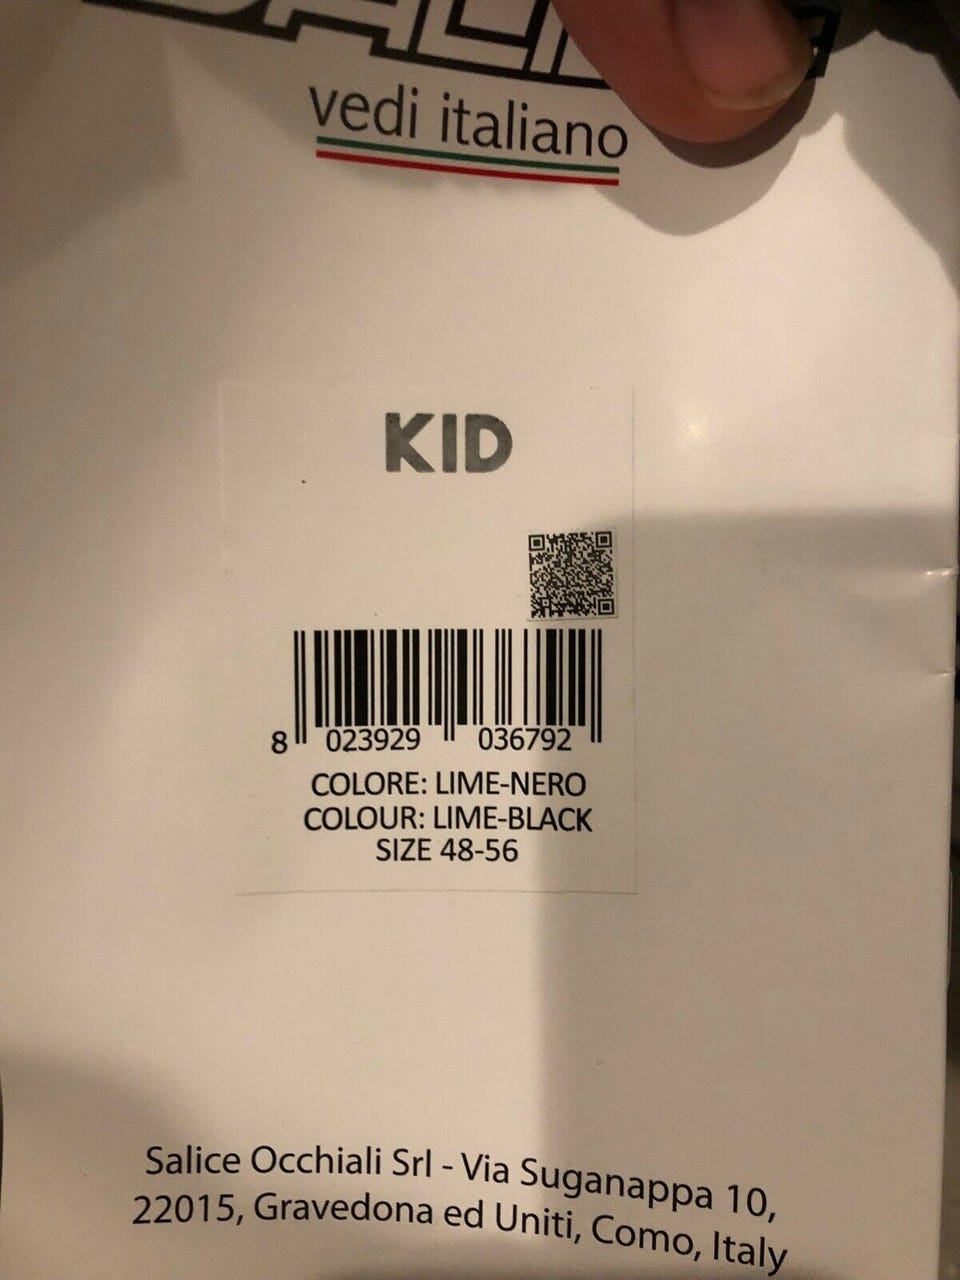 vedi italiano
KID
8 023929 036792
COLORE: LIME-NERO
COLOUR: LIME-BLACK
SIZE 48-56
Salice Occhiali Srl - Via Suganappa 10,
22015, Gravedona ed Uniti, Como, Italy